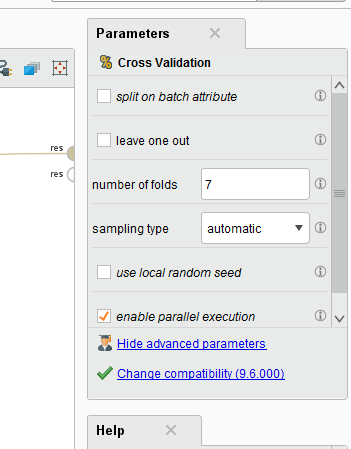 Parameters
Cross Validation
split on batch attribute
res
leave one out
res
number of folds 7
sampling type automatic
use local random seed
enable parallel execution
Hide advanced parameters
Change compatibility (9.6.000)
Help